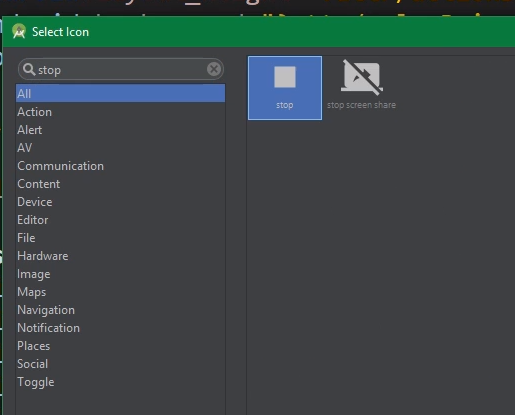 Select Icon
stop
All
Action
Alert
AV
Communication
Content
Device
Editor
File
Hardware
Image
Maps
Navigation
Notification
Places
Social
Toggle
stop
stop screen share